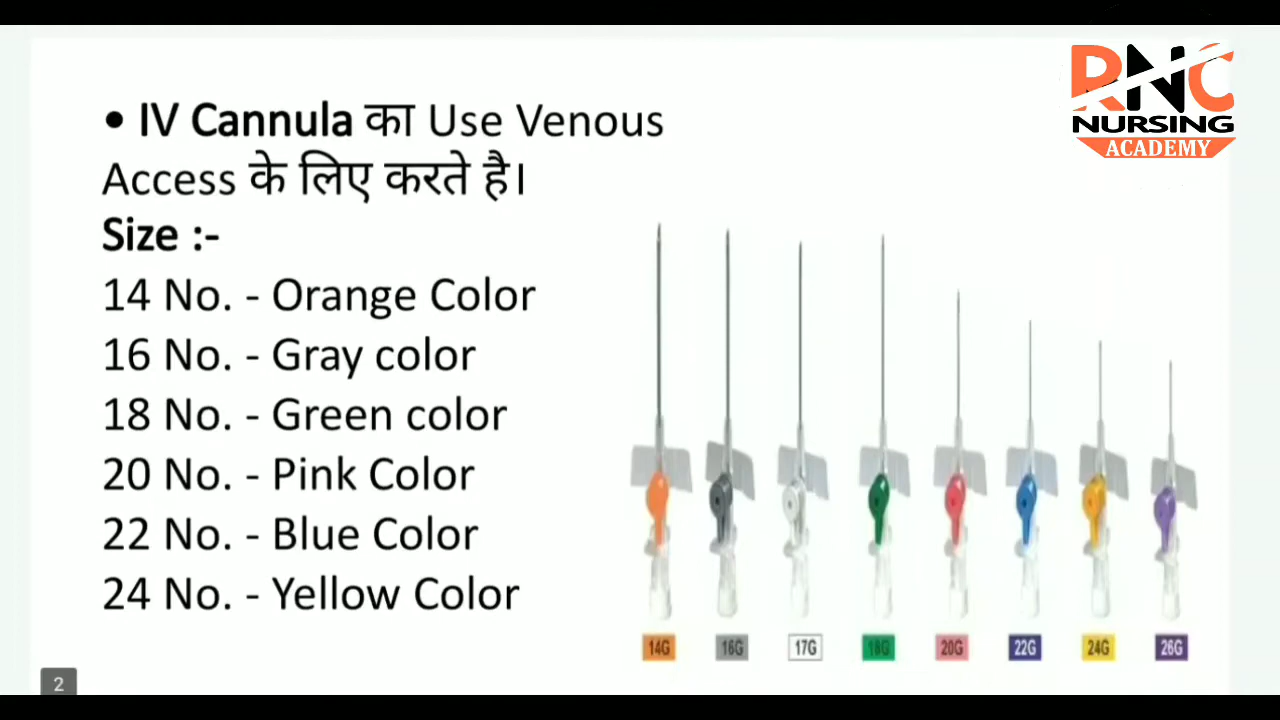 RNC
NURSING
ACADEMY
• IV Cannula का Use Venous
Access के लिए करते है।
Size :-
14 No. - Orange Color
16 No. - Gray color
18 No. - Green color
20 No. - Pink Color
22 No. - Blue Color
24 No. - Yellow Color
14G 16G 17G 18G 20G 22G 24G 26G
2